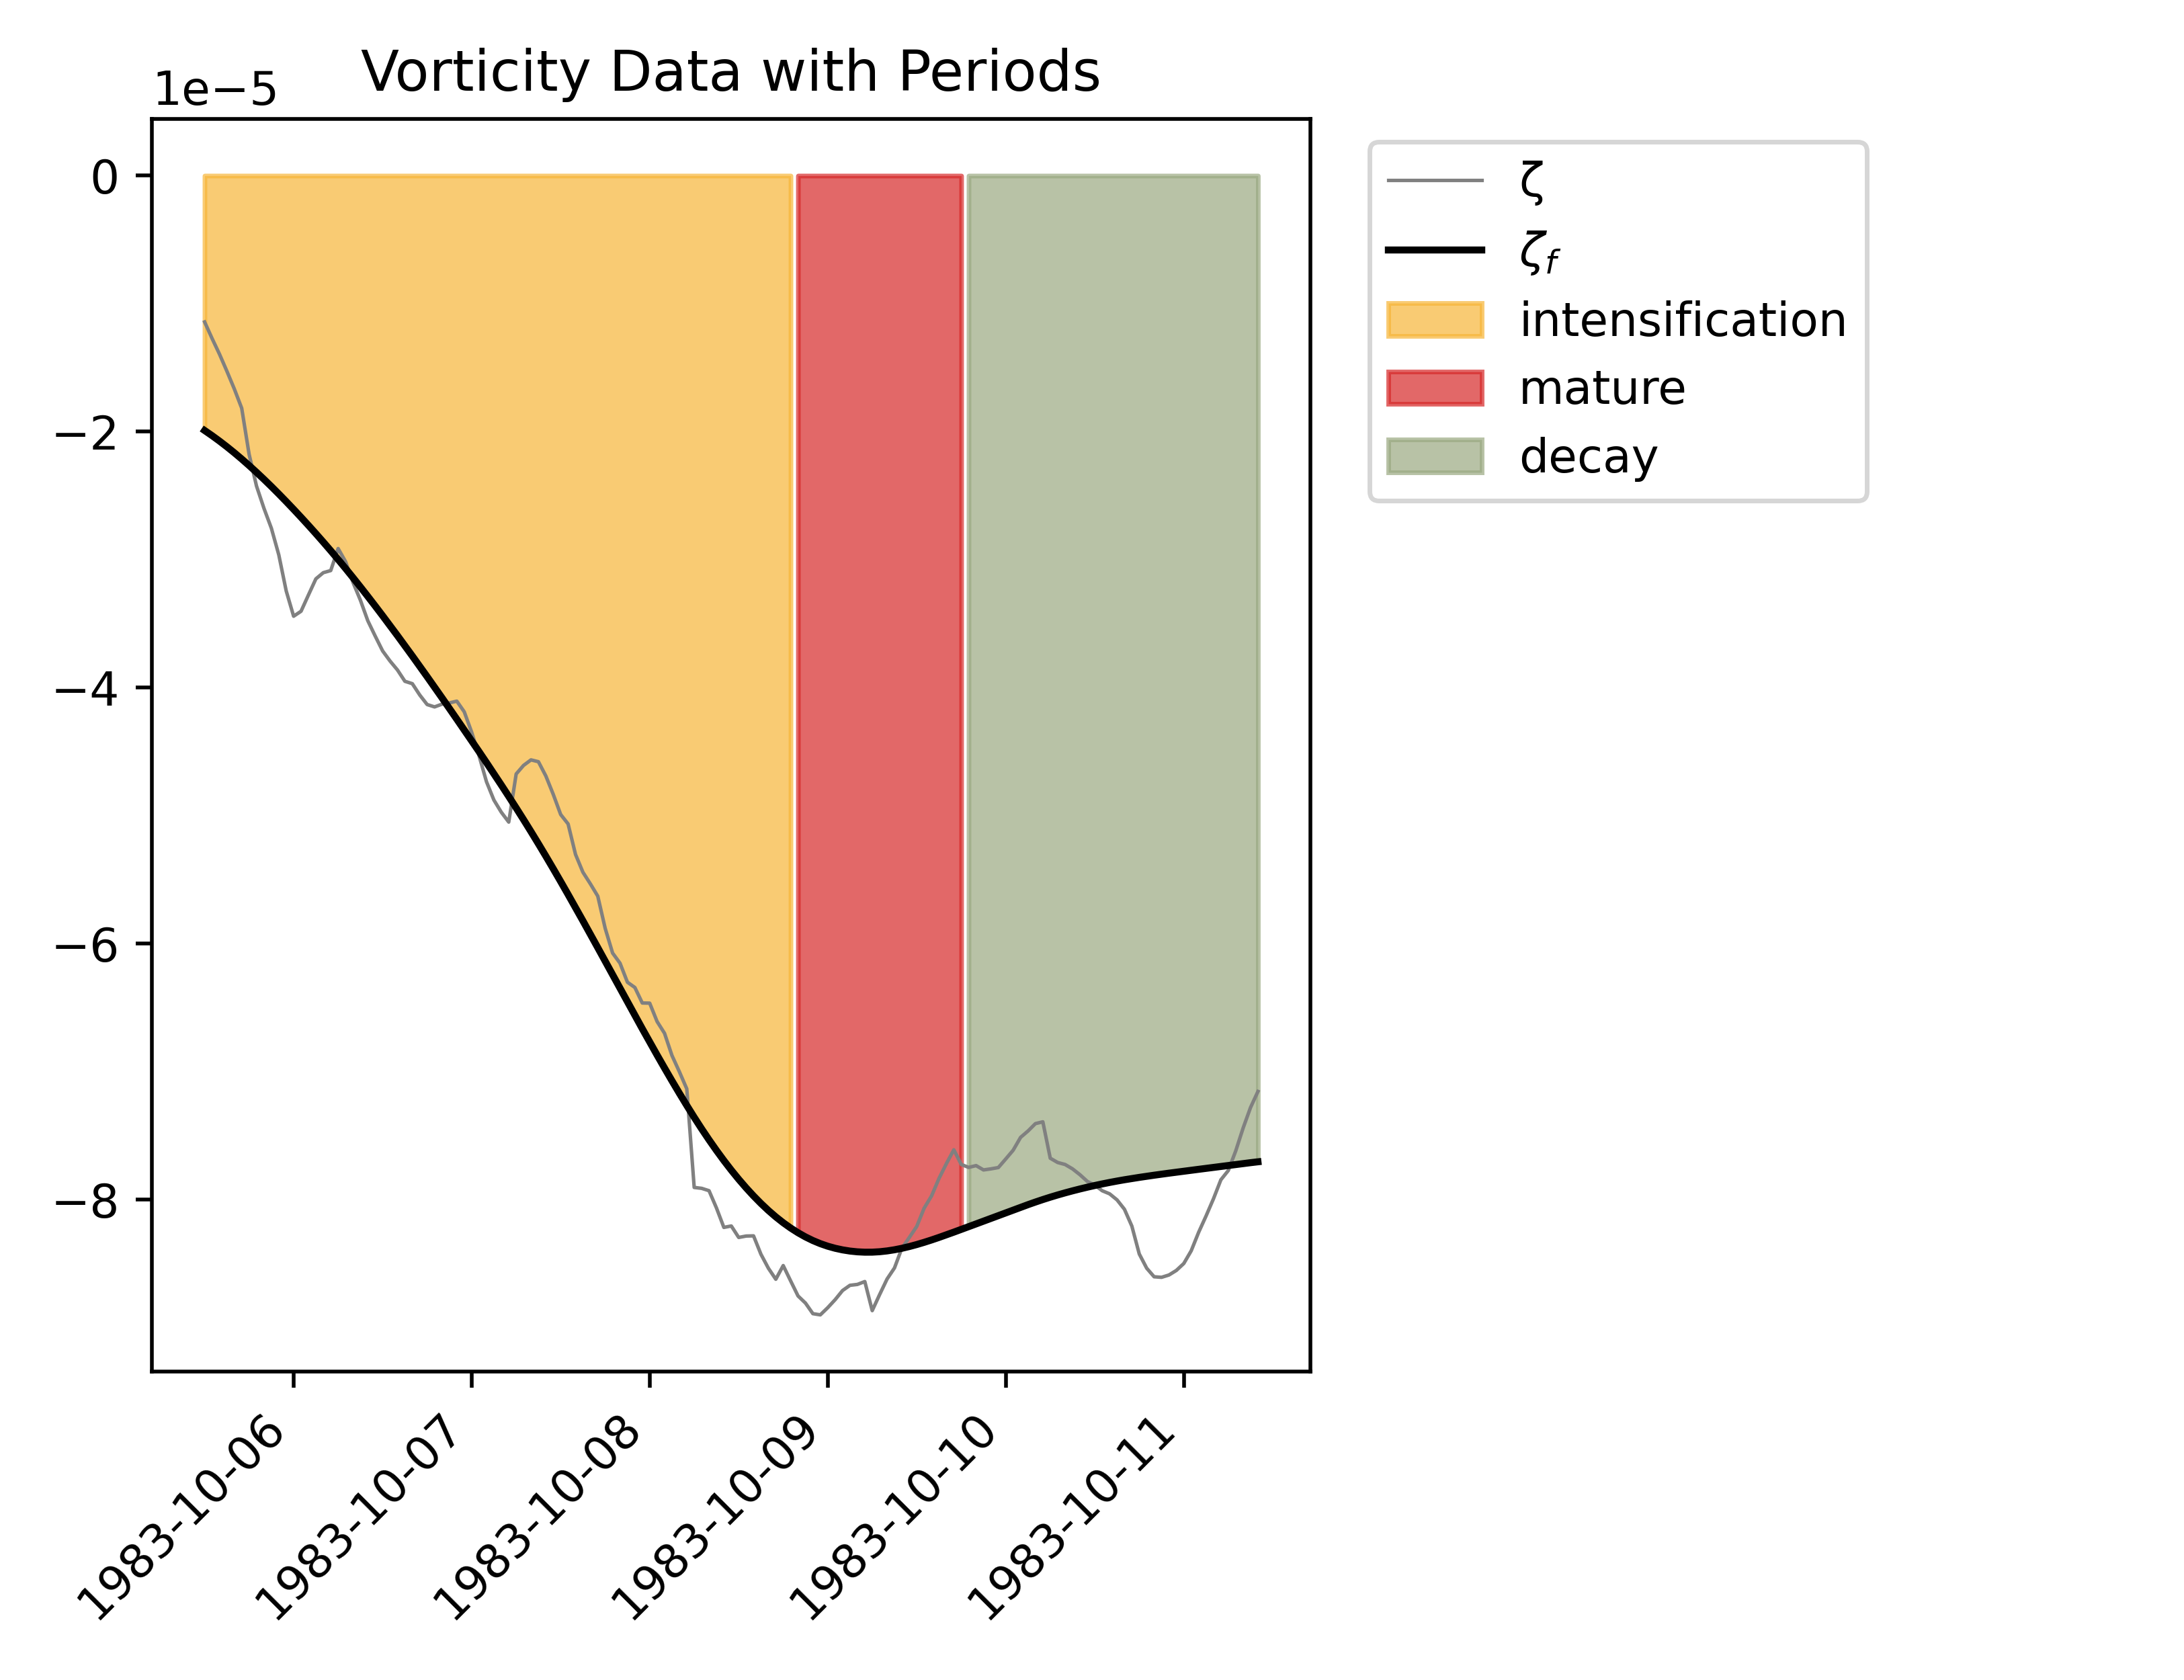 Vorticity Data with Periods
1e−5
0
−2
−4
−6
−8
1983-10-06
1983-10-07
1983-10-08
1983-10-09
1983-10-10
1983-10-11
ζ
ζf
intensification
mature
decay